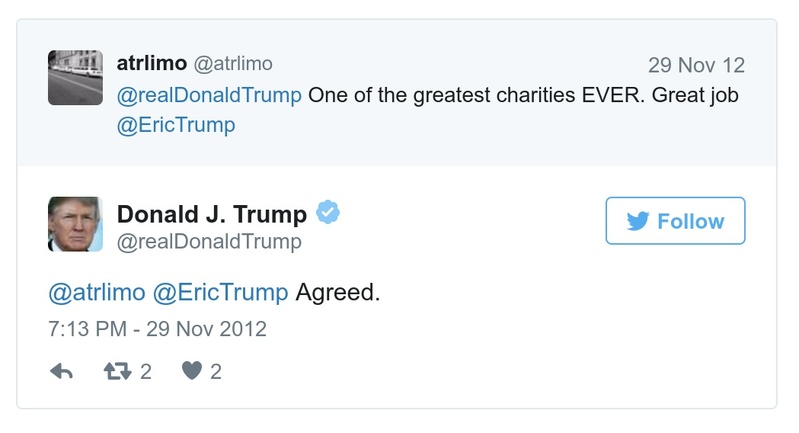 atrlimo @atrlimo 29 Nov 12
@realDonaldTrump One of the greatest charities EVER. Great job
@EricTrump
Donald J. Trump
@realDonaldTrump
Follow
@atrlimo @EricTrump Agreed.
7:13 PM - 29 Nov 2012
2 2